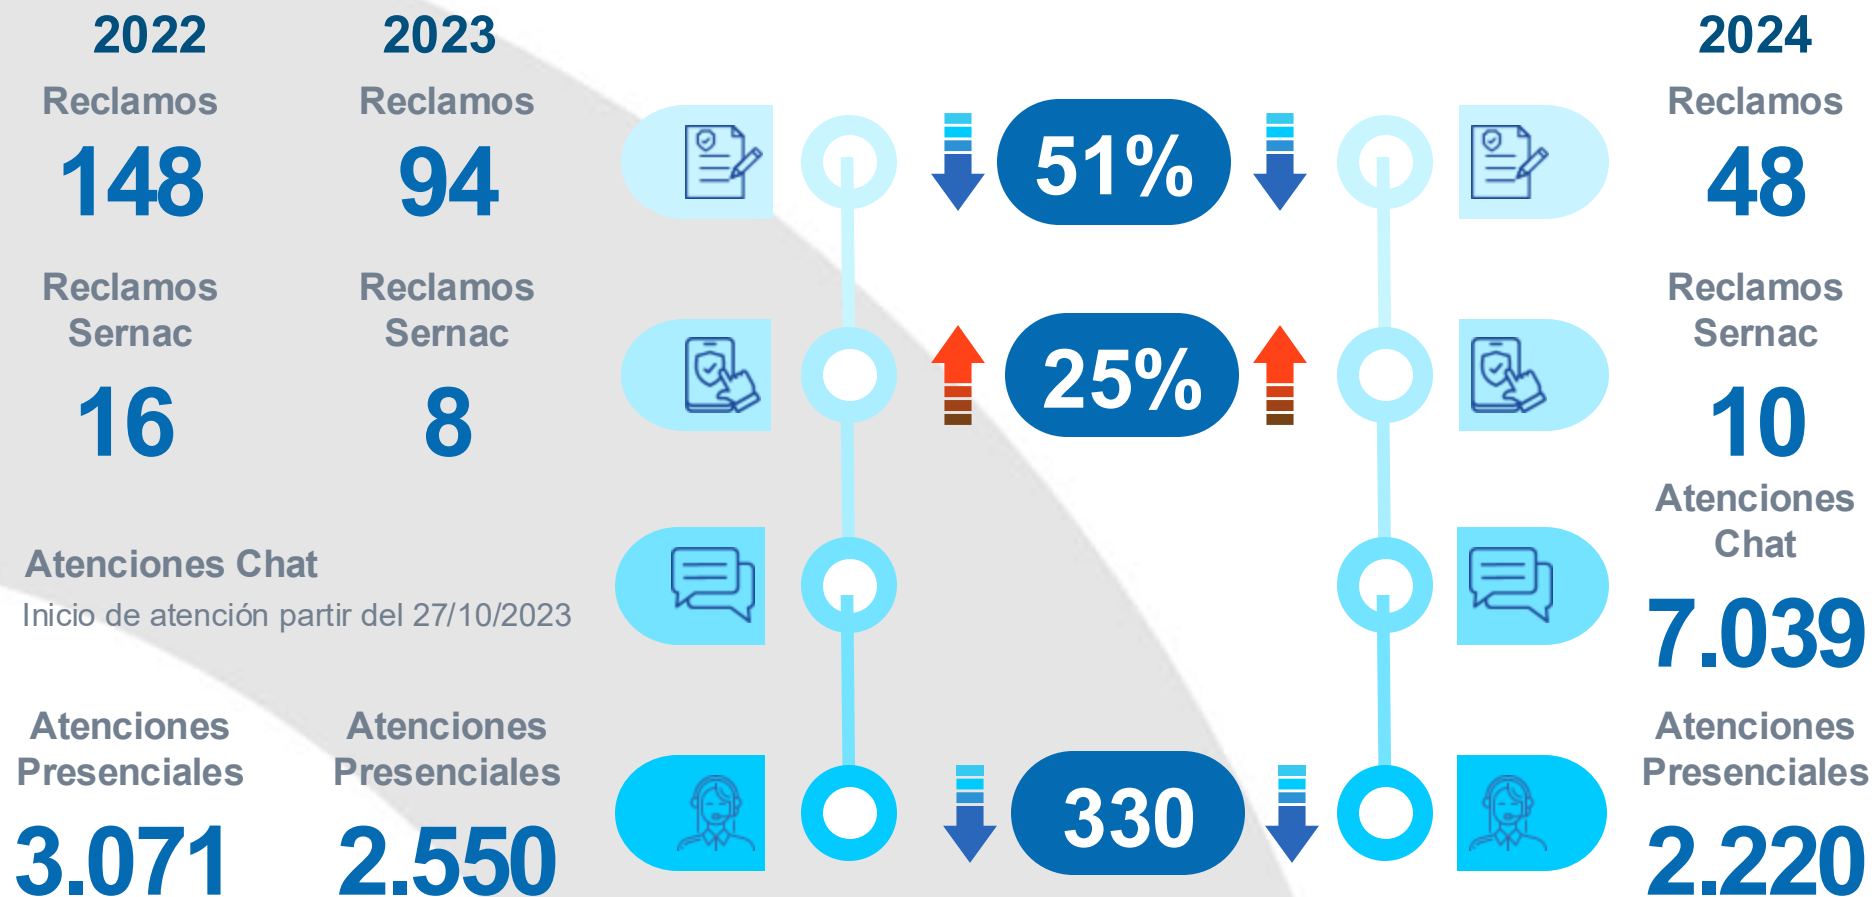 2022
2023
2024
Reclamos
Reclamos
Reclamos
148
94
51%
48
Reclamos
Sernac
Reclamos
Sernac
Reclamos
Sernac
16
8
25%
10
Atenciones Chat
Inicio de atención partir del 27/10/2023
Atenciones
Chat
7.039
Atenciones
Presenciales
Atenciones
Presenciales
Atenciones
Presenciales
3.071
2.550
330
2.220